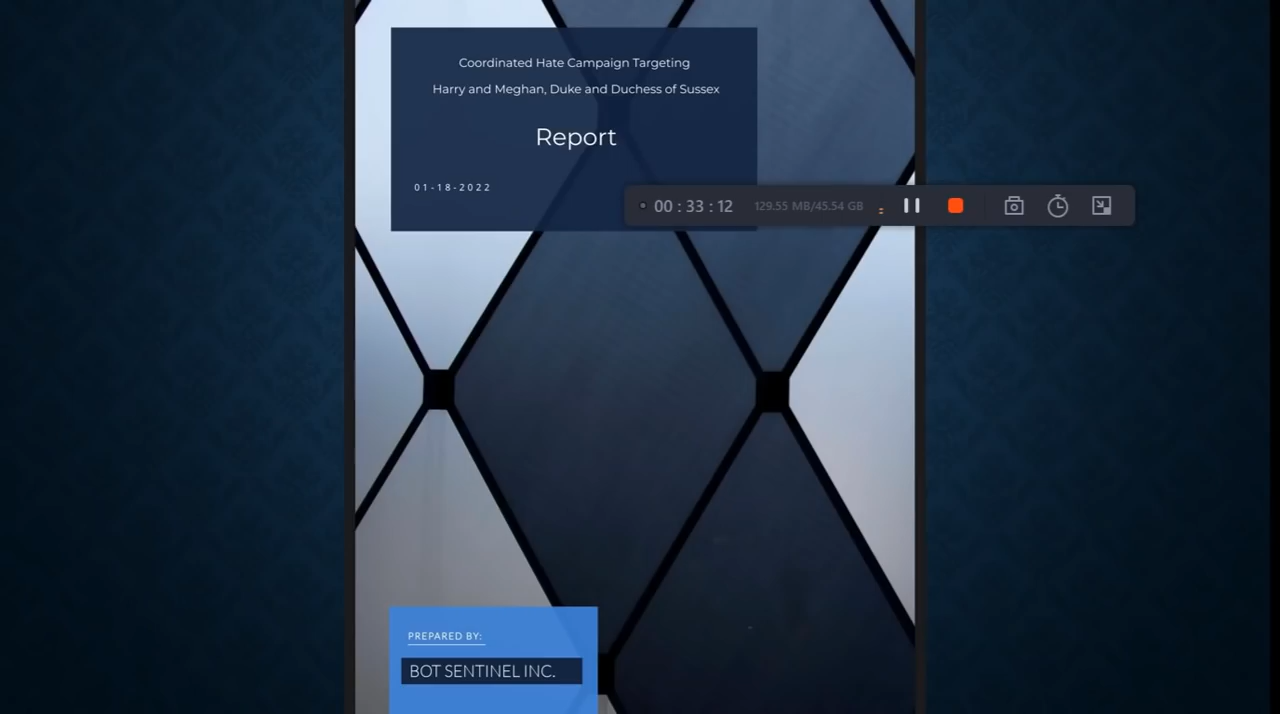 Coordinated Hate Campaign Targeting
Harry and Meghan, Duke and Duchess of Sussex
Report
01-18-2022
00 : 33 : 12 129.55 MB/45.54 GB
PREPARED BY:
BOT SENTINEL INC.